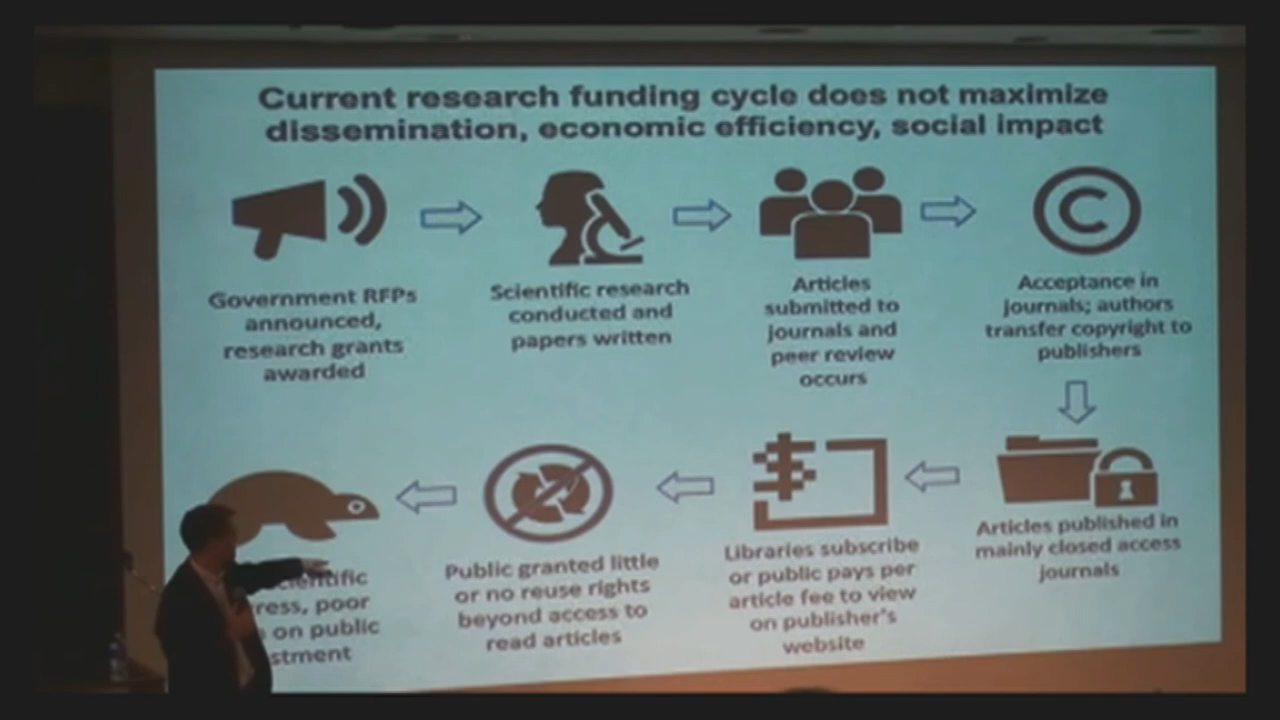 Current research funding cycle does not maximize
dissemination, economic efficiency, social impact
Government RFPs
announced,
research grants
awarded
Scientific research
conducted and
papers written
Articles
submitted to
journals and
peer review
occurs
C
Acceptance in
journals; authors
transfer copyright to
publishers
Articles published in
mainly closed access
journals
Libraries subscribe
or public pays per
article fee to view
on publisher's
website
Public granted little
or no reuse rights
beyond access to
read articles
poor
on public